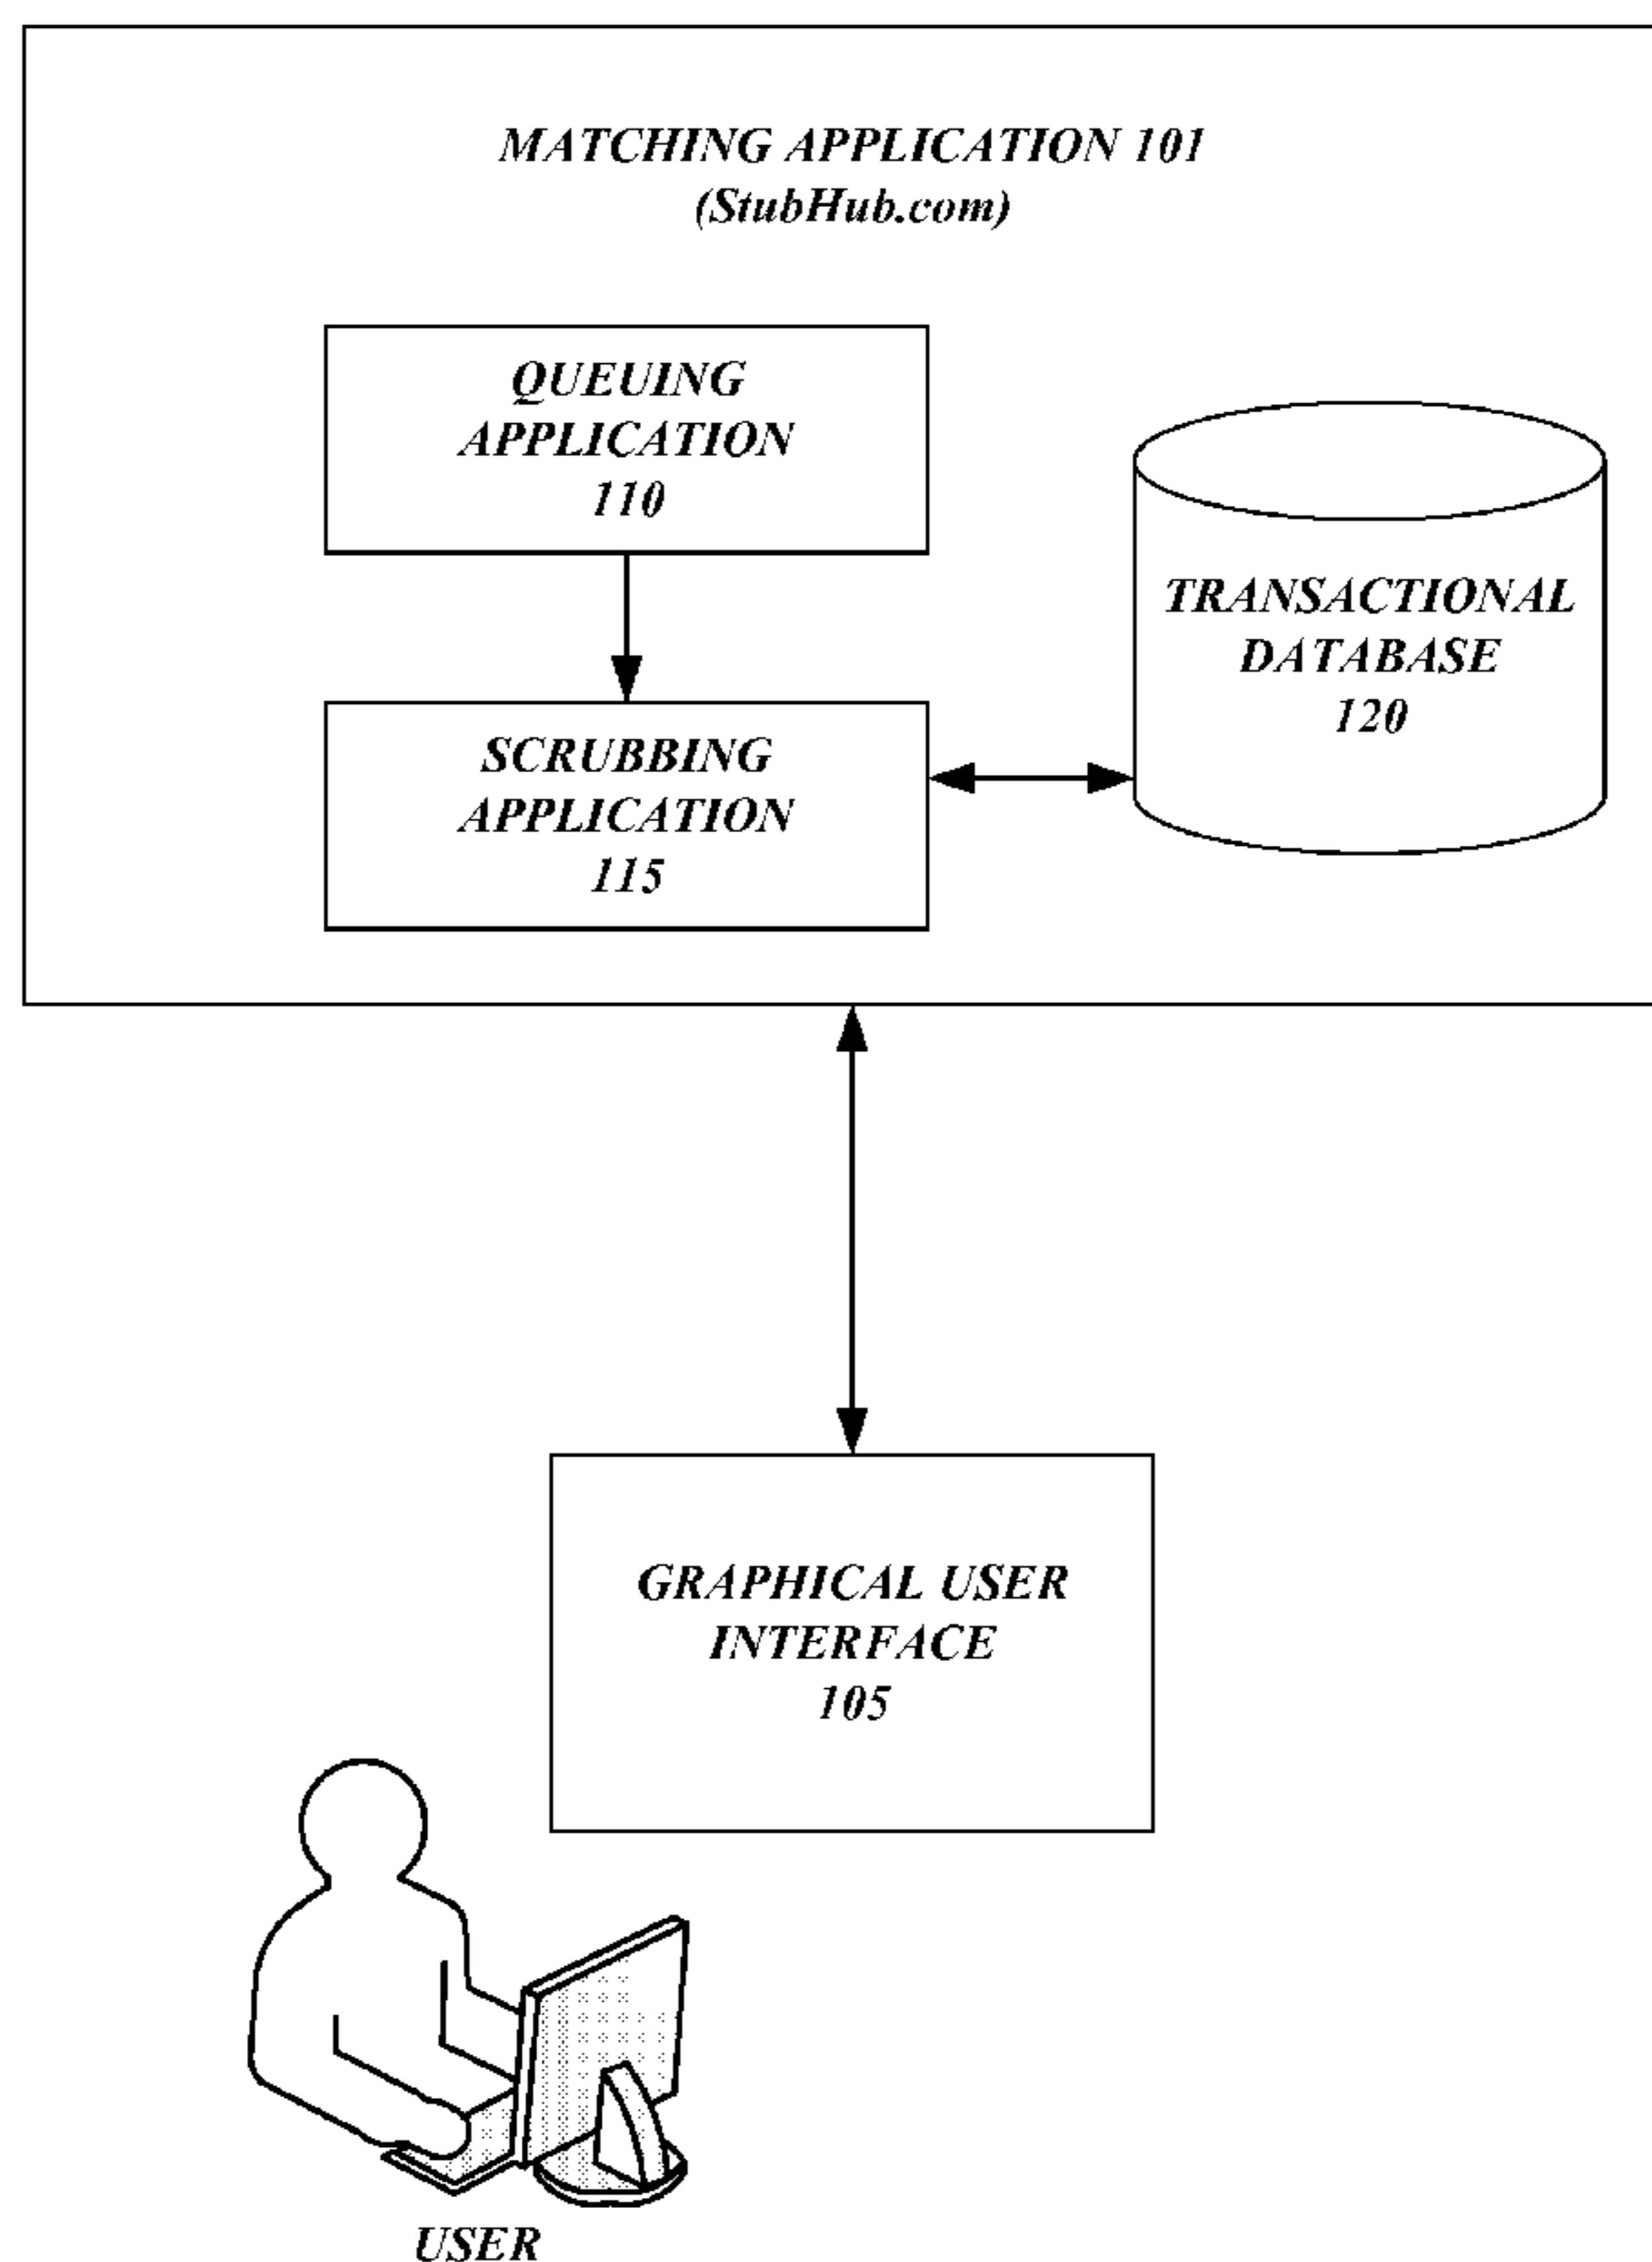 MATCHING APPLICATION 101
(StubHub.com)
QUEUING
APPLICATION
110
SCRUBBING
APPLICATION
115
TRANSACTIONAL
DATABASE
120
GRAPHICAL USER
INTERFACE
105
USER